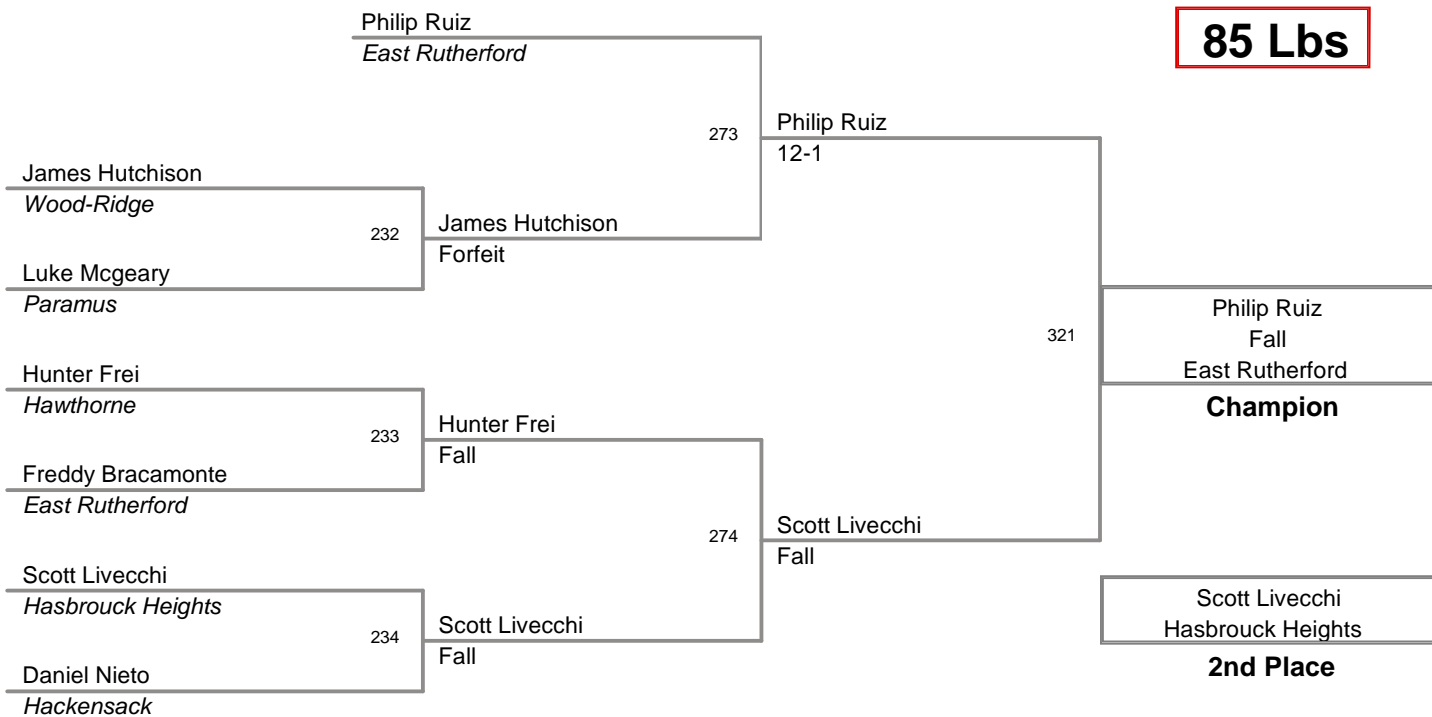 Philip Ruiz
East Rutherford
85 Lbs
273
Philip Ruiz
12-1
James Hutchison
Wood-Ridge
232
James Hutchison
Forfeit
Luke Mcgeary
Paramus
321
Philip Ruiz
Fall
East Rutherford
Champion
Hunter Frei
Hawthorne
233
Hunter Frei
Fall
Freddy Bracamonte
East Rutherford
274
Scott Livecchi
Fall
Scott Livecchi
Hasbrouck Heights
234
Scott Livecchi
Fall
Daniel Nieto
Hackensack
Scott Livecchi
Hasbrouck Heights
2nd Place